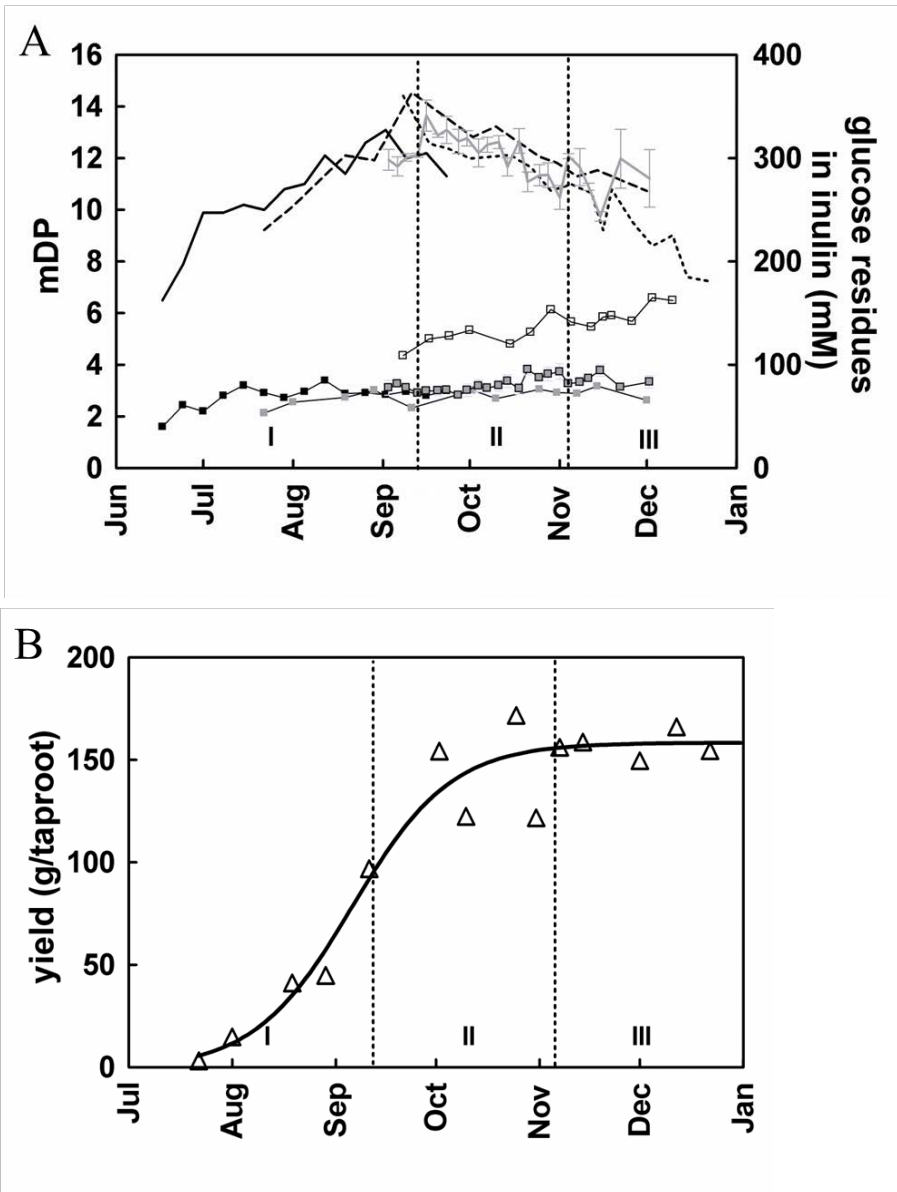 A
mDP
16
14
12
10
8
6
4
2
0
400
300
200
100
0
glucose residues
in inulin (mM)
I
II
III
Jun
Jul
Aug
Sep
Oct
Nov
Dec
Jan
B
yield (g/taproot)
200
150
100
50
0
I
II
III
Jul
Aug
Sep
Oct
Nov
Dec
Jan